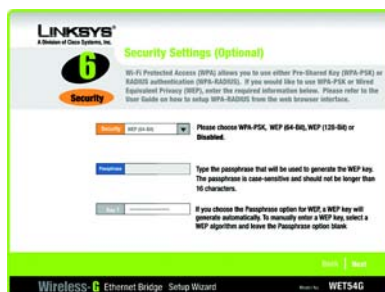 LINKSYS®
A Division of Cisco Systems, Inc.
6
Security
Security Settings (Optional)
Wi-Fi Protected Access (WPA) allows you to use either Pre-Shared Key (WPA-PSK) or
RADIUS authentication (WPA-RADIUS). If you would like to use WPA-PSK or Wired
Equivalent Privacy (WEP), enter the required information below. Please refer to the
User Guide on how to setup WPA-RADIUS from the web browser interface.
Security WEP (64-Bit)
Please choose WPA-PSK, WEP (64-Bit), WEP (128-Bit) or
Disabled.
Passphrase
Type the passphrase that will be used to generate the WEP key.
The passphrase is case-sensitive and should not be longer than
16 characters.
Key 1
If you choose the Passphrase option for WEP, a WEP key will
generate automatically. To manually enter a WEP key, select a
WEP algorithm and leave the Passphrase option blank
Back Next
Wireless-G Ethernet Bridge Setup Wizard
Model No. WET54G